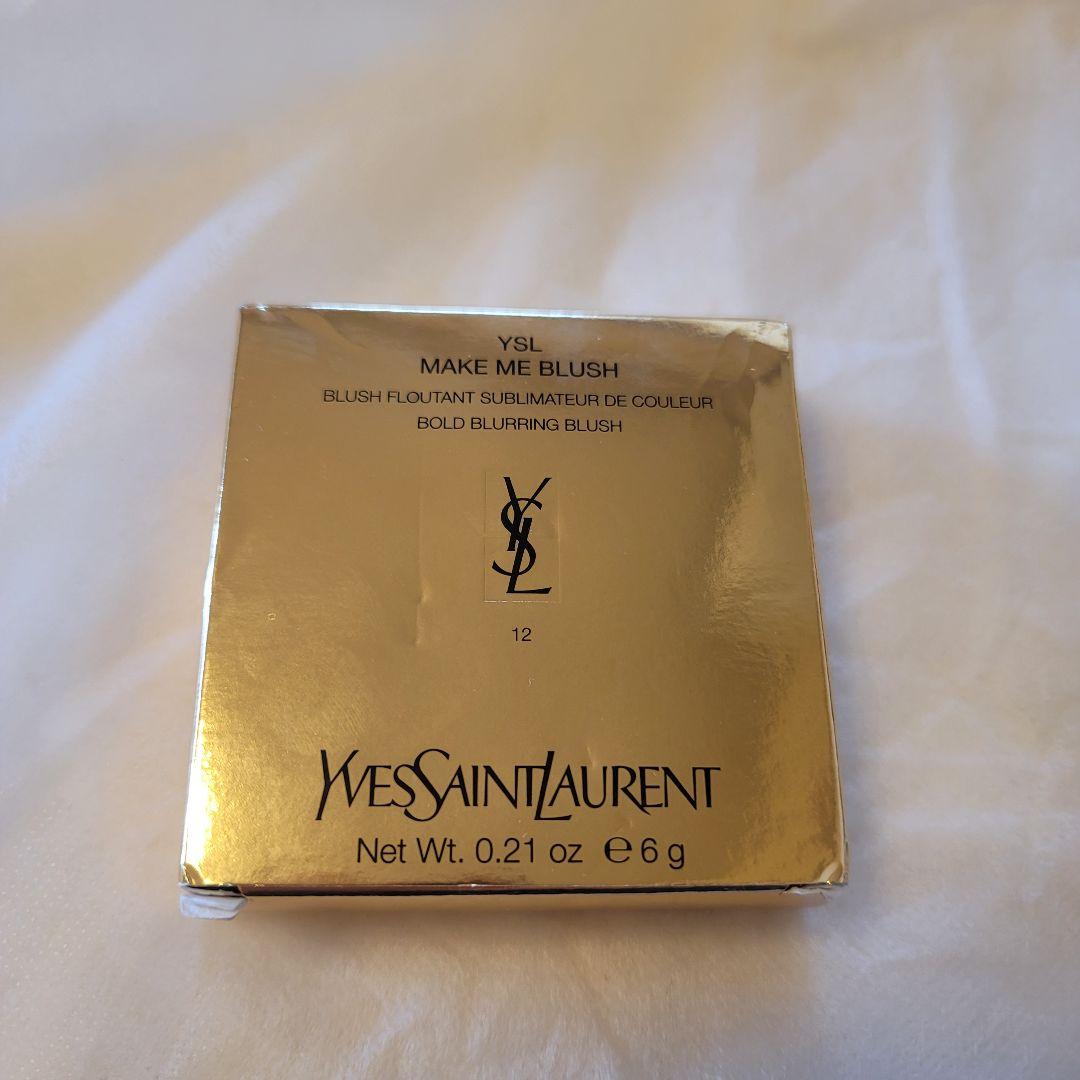 YSL
MAKE ME BLUSH
BLUSH FLOUTANT SUBLIMATEUR DE COULEUR
BOLD BLURRING BLUSH
YSL
12
YVESSAINTLAURENT
Net Wt. 0.21 oz ℮ 6 g